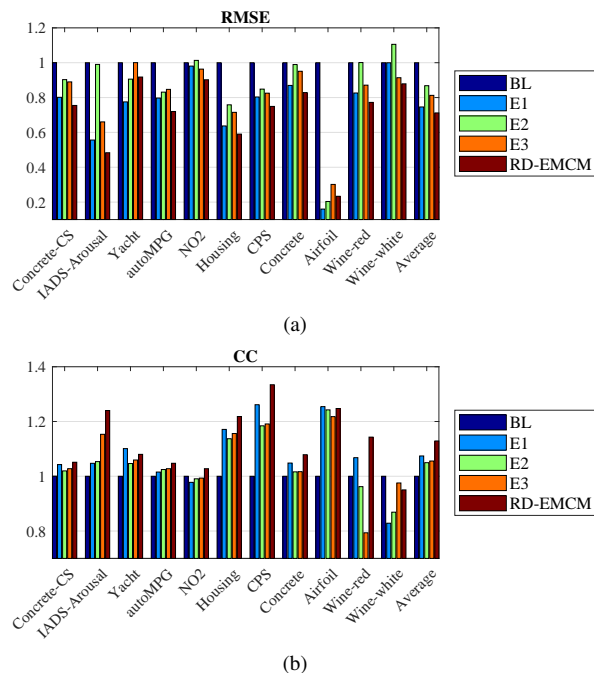 RMSE
1.2
1
0.8
0.6
0.4
0.2
Concrete-CS
IADS-Arousal
Yacht
autoMPG
NO2
Housing
CPS
Concrete
Airfoil
Wine-red
Wine-white
Average
BL
E1
E2
E3
RD-EMCM
(a)
CC
1.4
1.2
1
0.8
Concrete-CS
IADS-Arousal
Yacht
autoMPG
NO2
Housing
CPS
Concrete
Airfoil
Wine-red
Wine-white
Average
BL
E1
E2
E3
RD-EMCM
(b)